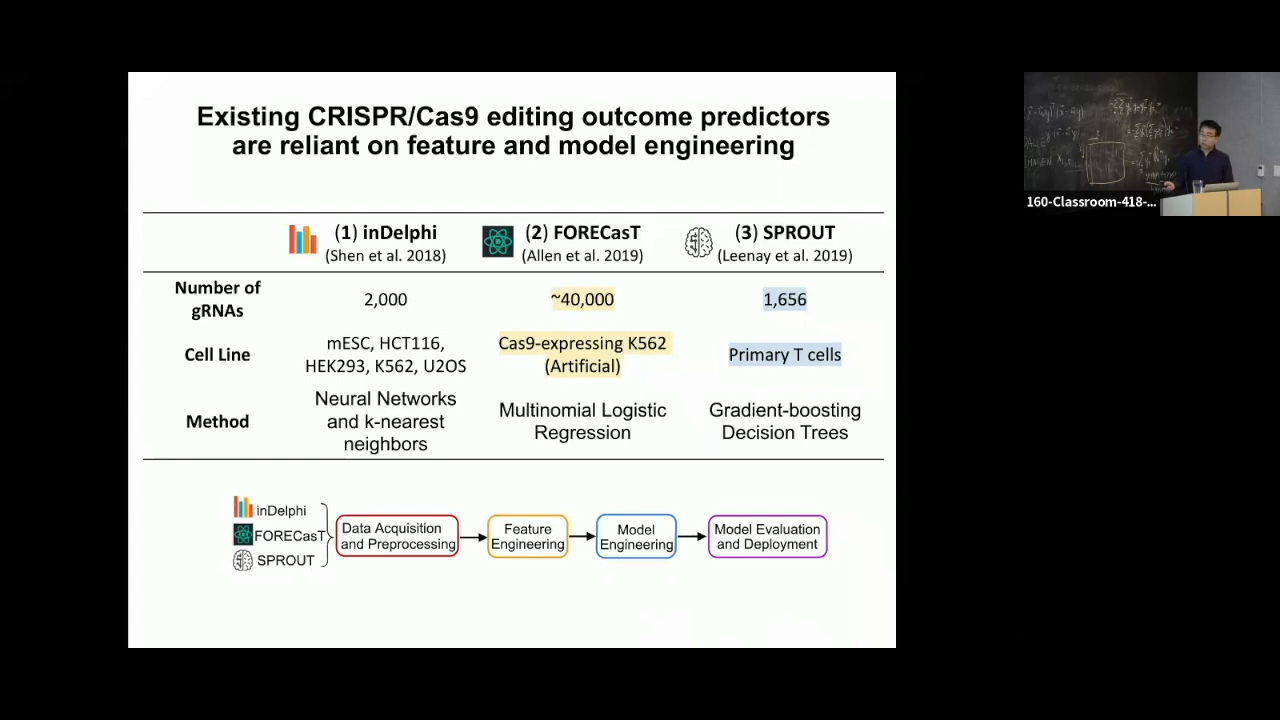 Existing CRISPR/Cas9 editing outcome predictors
are reliant on feature and model engineering
(1) inDelphi
(Shen et al. 2018)
(2) FORECasT
(Allen et al. 2019)
(3) SPROUT
(Leenay et al. 2019)
Number of
gRNAs
2,000
~40,000
1,656
Cell Line
mESC, HCT116,
HEK293, K562, U2OS
Cas9-expressing K562
(Artificial)
Primary T cells
Method
Neural Networks
and k-nearest
neighbors
Multinomial Logistic
Regression
Gradient-boosting
Decision Trees
inDelphi
FORECasT
SPROUT
Data Acquisition
and Preprocessing
Feature
Engineering
Model
Engineering
Model Evaluation
and Deployment
160-Classroom-418-...